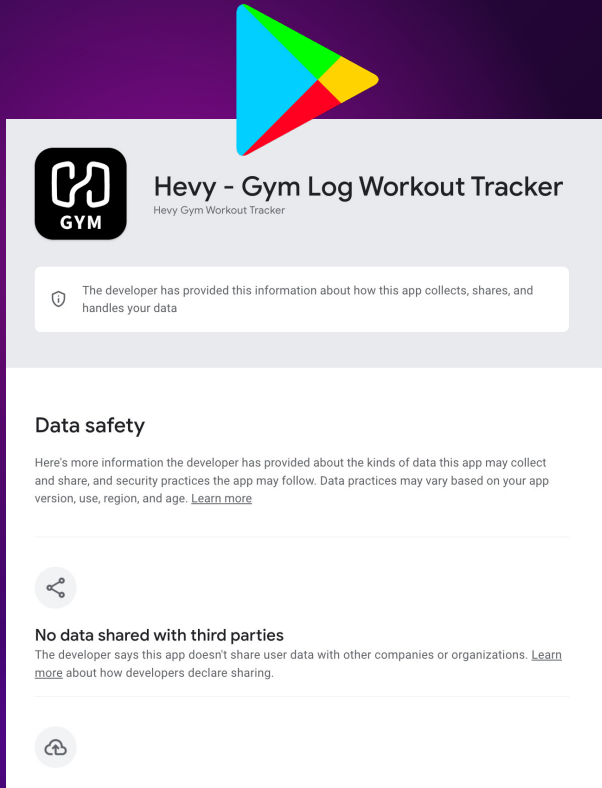 GYM
Hevy - Gym Log Workout Tracker
Hevy Gym Workout Tracker
The developer has provided this information about how this app collects, shares, and
handles your data
Data safety
Here's more information the developer has provided about the kinds of data this app may collect
and share, and security practices the app may follow. Data practices may vary based on your app
version, use, region, and age. Learn more
No data shared with third parties
The developer says this app doesn't share user data with other companies or organizations. Learn
more about how developers declare sharing.